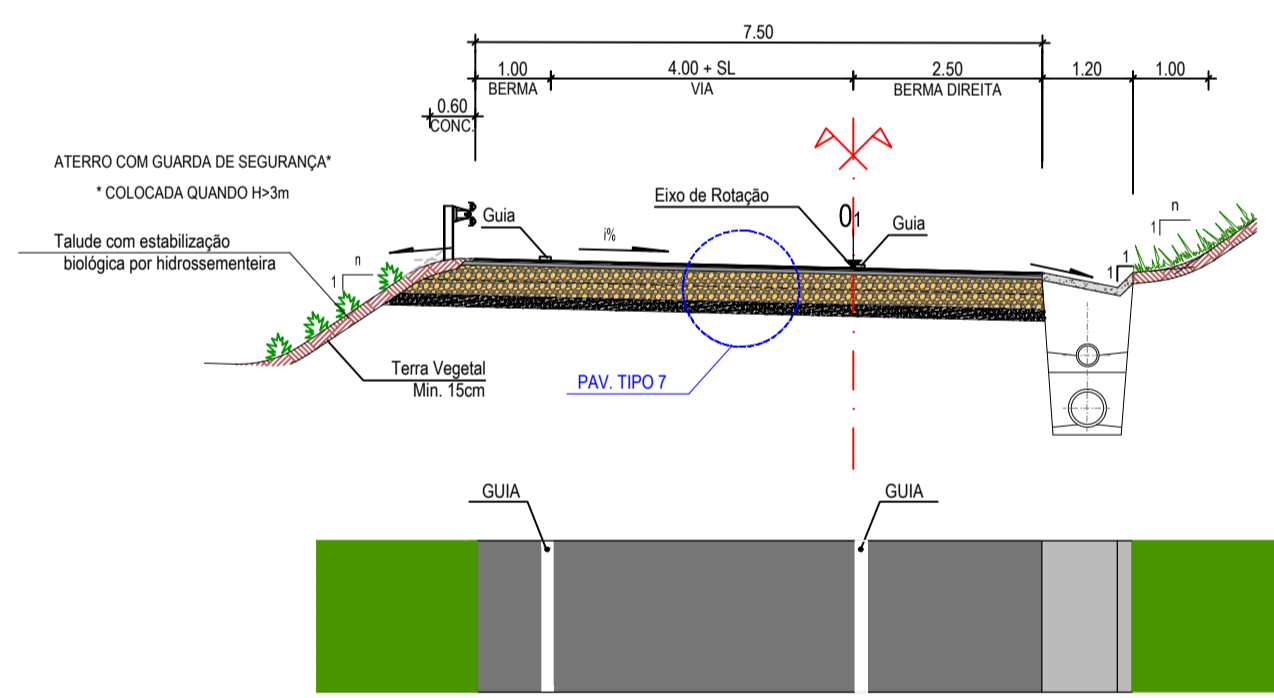 7.50
1.00
4.00 + SL
2.50
1.20
1.00
BERMA
VIA
BERMA DIREITA
0.60
CONC.
ATERRO COM GUARDA DE SEGURANÇA*
* COLOCADA QUANDO H>3m
Eixo de Rotação
Guia
01
Guia
i%
n
1
Talude com estabilização
biológica por hidrossementeira
n
1
1
1
Terra Vegetal
Min. 15cm
PAV. TIPO 7
GUIA
GUIA